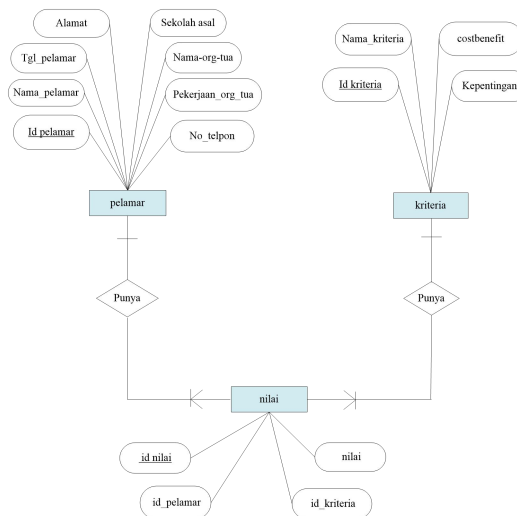 Alamat
Sekolah asal
Tgl_pelamar
Nama-org-tua
Nama_pelamar
Pekerjaan_org_tua
Id pelamar
No_telpon
Nama_kriteria
costbenefit
Id kriteria
Kepentingan
pelamar
kriteria
Punya
Punya
nilai
id nilai
nilai
id_pelamar
id_kriteria